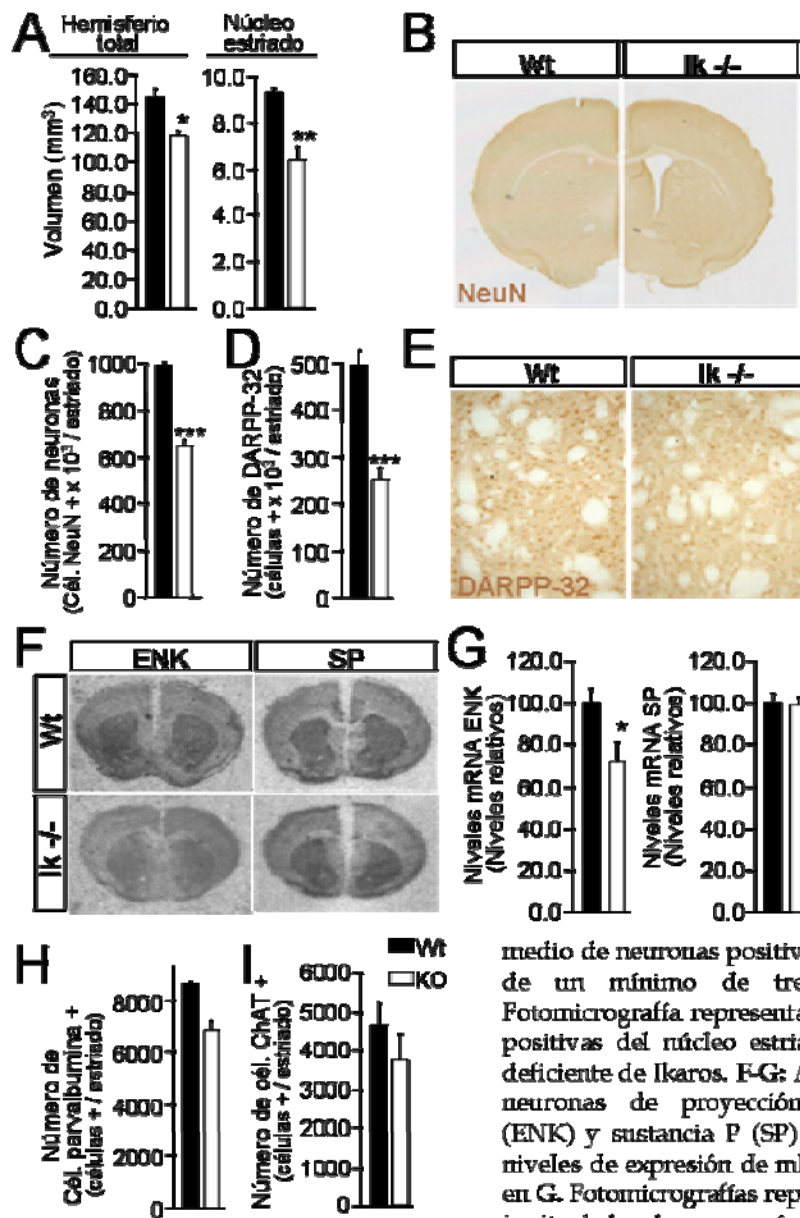 A
Hemisferio
total
Núcleo
estriado
Volumen (mm³)
160.0
140.0
120.0
100.0
80.0
60.0
40.0
20.0
0.0
*
10.0
8.0
6.0
4.0
2.0
0.0
**
B
Wt
Ik -/-
NeuN
C
Número de neuronas
(Cél. NeuN + x 10³ / estriado)
1000
800
600
400
200
0
***
D
Número de DARPP-32
(células + x 10³ / estriado)
500
400
300
200
100
0
***
E
Wt
Ik -/-
DARPP-32
F
ENK
SP
Wt
Ik -/-
G
Niveles mRNA ENK
(Niveles relativos)
120.0
100.0
80.0
60.0
40.0
20.0
0.0
*
Niveles mRNA SP
(Niveles relativos)
120.0
100.0
80.0
60.0
40.0
20.0
0.0
H
Número de
Cél. parvalbumina +
(células + / estriado)
8000
6000
4000
2000
0
I
Wt
KO
Número de cél. ChAT +
(células + / estriado)
6000
5000
4000
3000
2000
1000
0
medio de neuronas positiv
de un mínimo de tre
Fotomicrografía representa
positivas del núcleo estria
deficiente de Ikaros. F-G: A
neuronas de proyección
(ENK) y sustancia P (SP)
niveles de expresión de ml
en G. Fotomicrografías rep